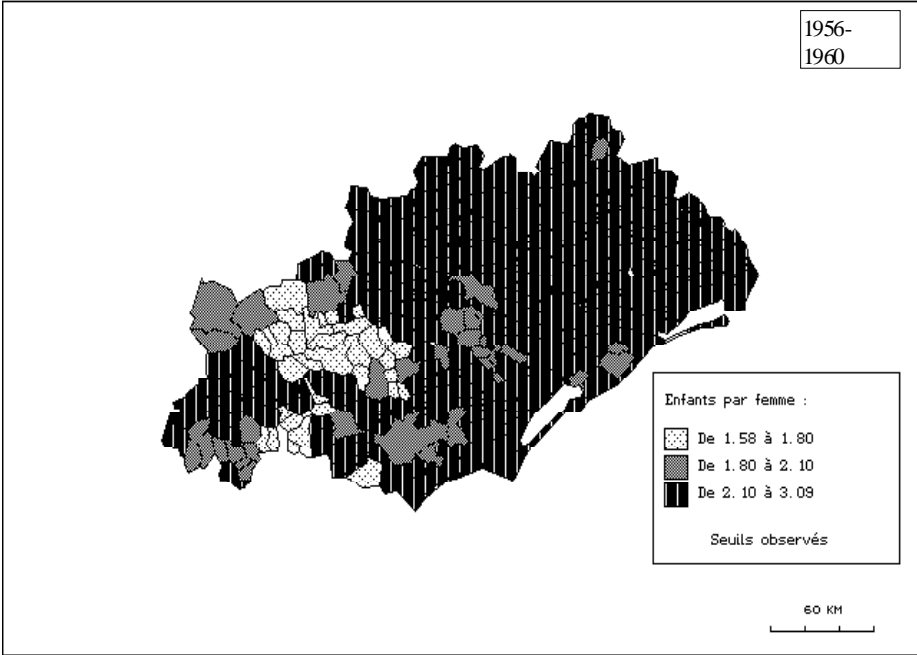 1956-
1960
Enfants par femme :
De 1.58 à 1.80
De 1.80 à 2.10
De 2.10 à 3.09
Seuils observés
60 KM